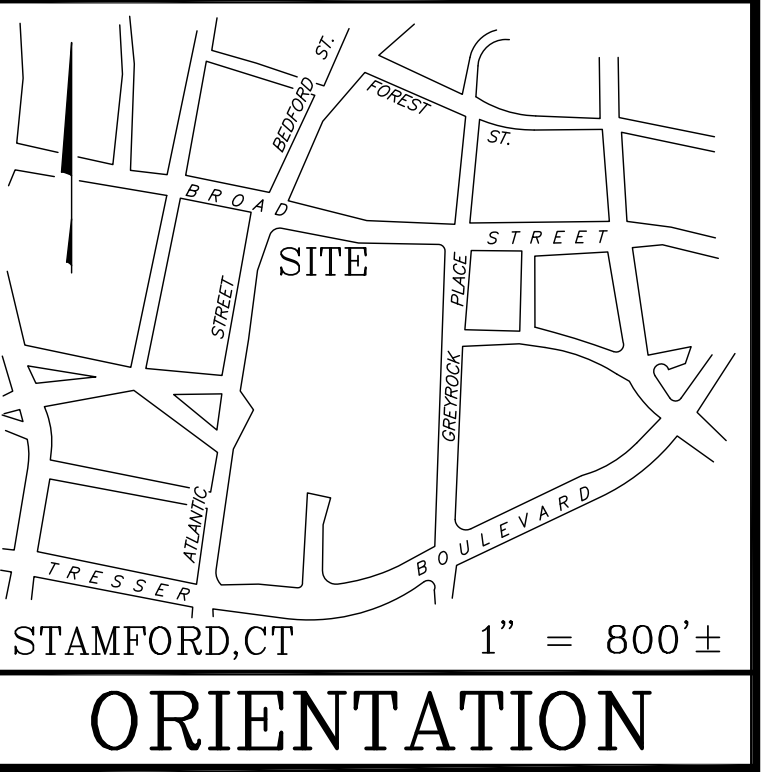 BEDFORD ST.
FOREST ST.
BROAD STREET
SITE
ATLANTIC STREET
GREYROCK PLACE
TRESSER BOULEVARD
STAMFORD,CT
1" = 800'±
ORIENTATION